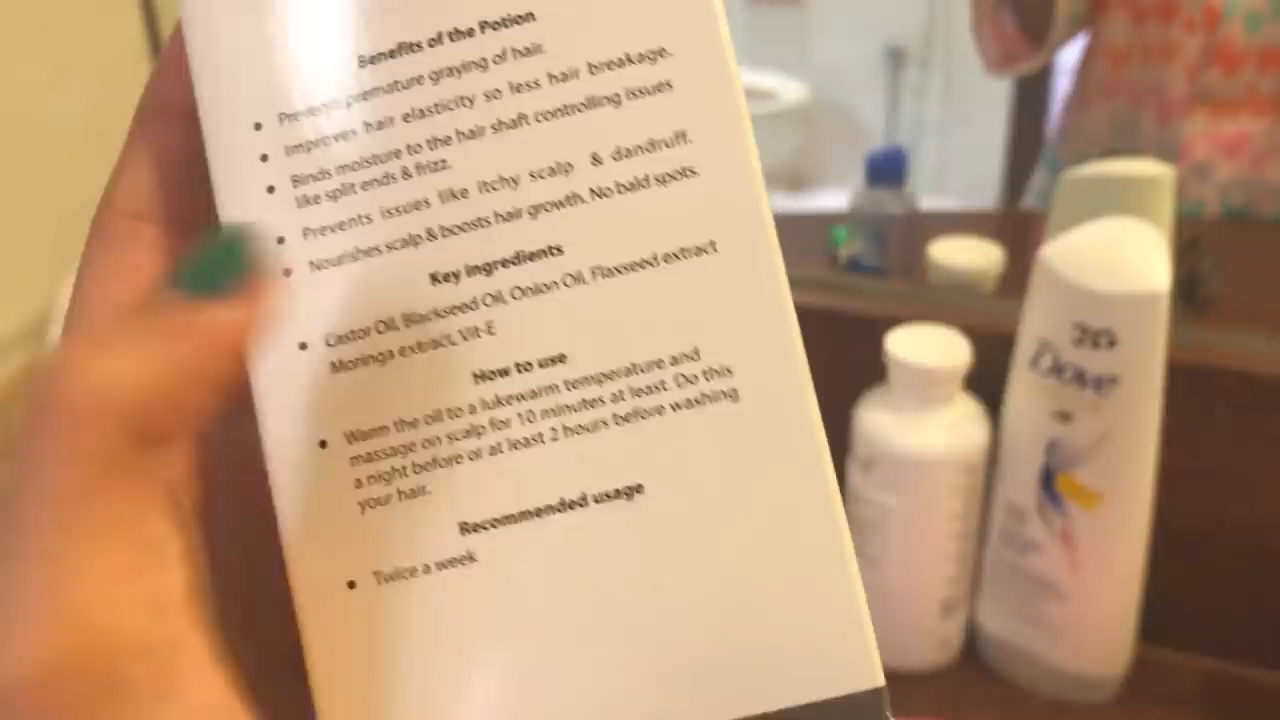 Benefits of the Potion
Prevents premature graying of hair.
Improves hair elasticity so less hair breakage.
Binds moisture to the hair shaft controlling issues
like split ends & frizz.
Prevents issues like itchy scalp & dandruff.
Nourishes scalp & boosts hair growth. No bald spots.
Key ingredients
Castor Oil, Blackseed Oil, Onion Oil, Flaxseed extract
Moringa extract, Vit-E
How to use
Warm the oil to a lukewarm temperature and
massage on scalp for 10 minutes at least. Do this
a night before or at least 2 hours before washing
your hair.
Recommended usage
Twice a week
Dove